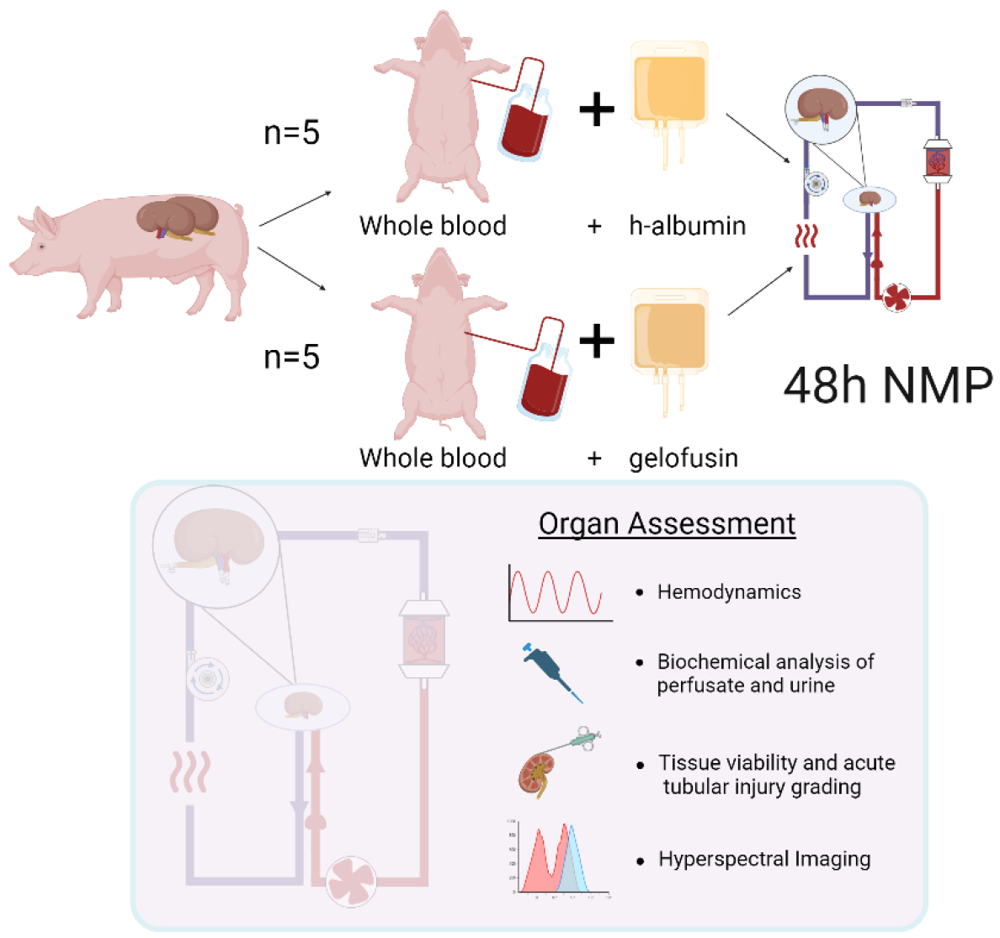 n=5
Whole blood + h-albumin
n=5
48h NMP
Whole blood + gelofusin
Organ Assessment
• Hemodynamics
• Biochemical analysis of
perfusate and urine
• Tissue viability and acute
tubular injury grading
• Hyperspectral Imaging